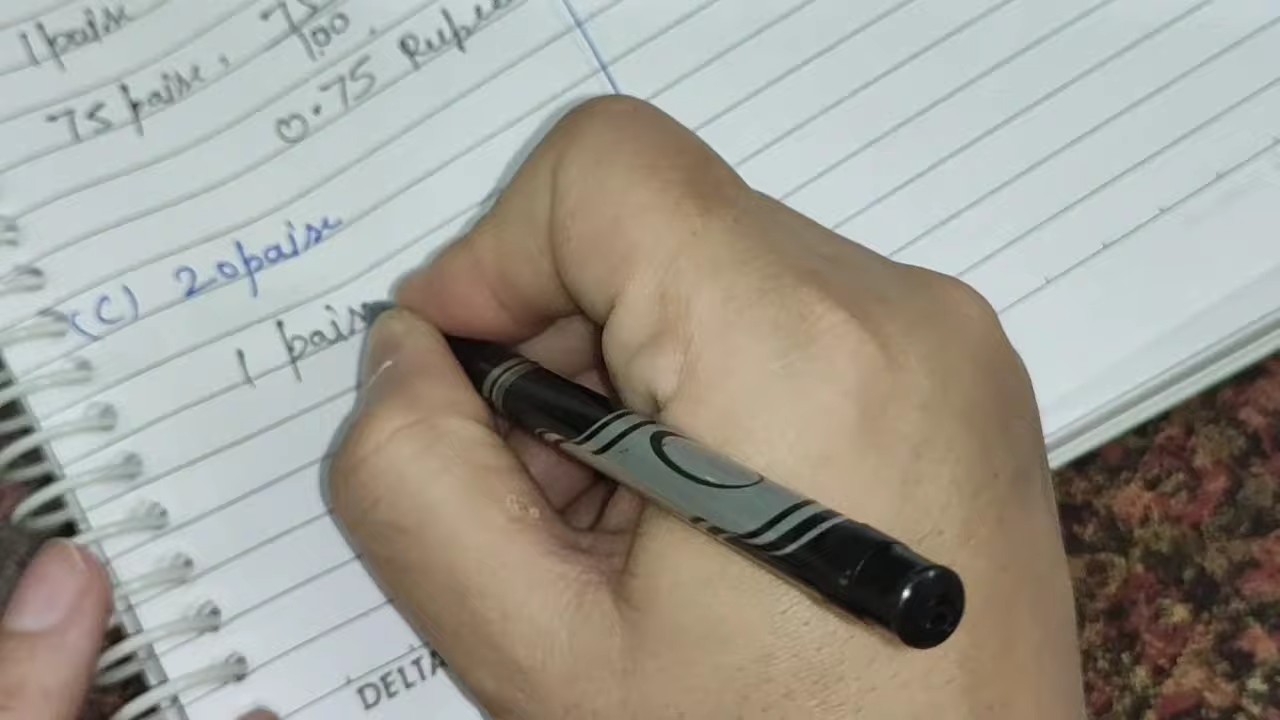 1 paise
75 paise, 75/100
0.75 Rupee
(C) 20 paise
1 paise
DELTA